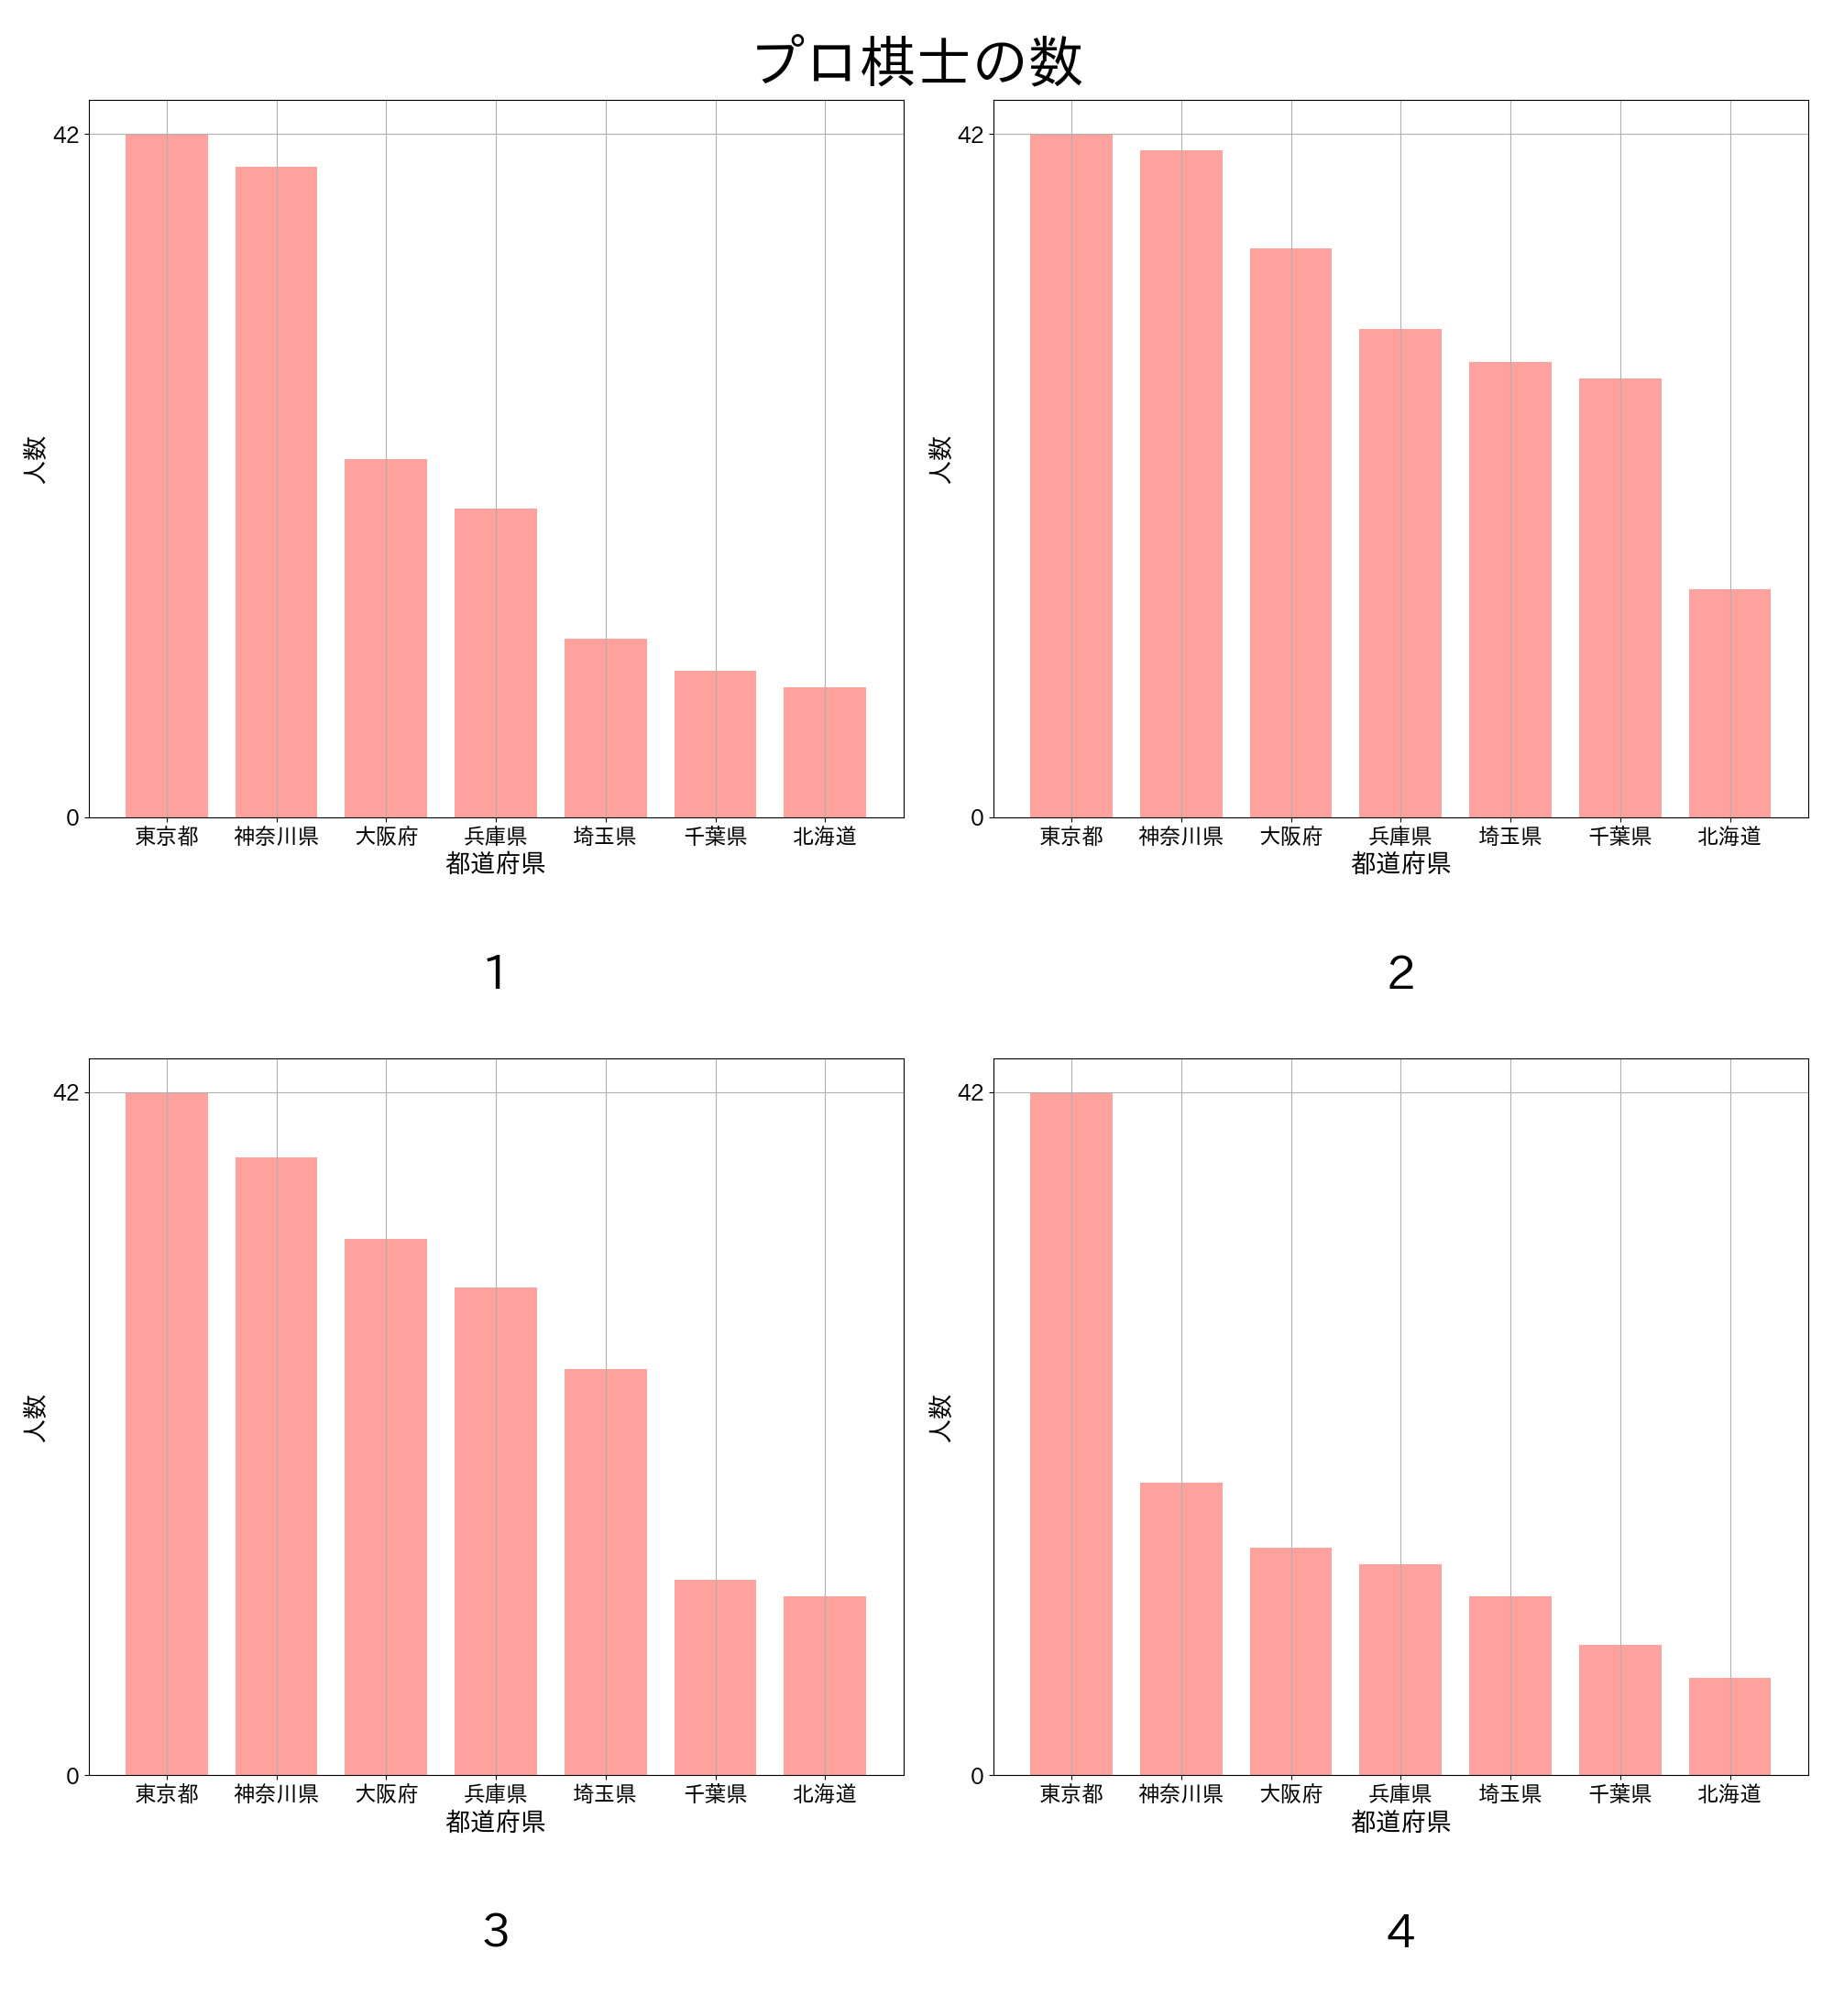 プロ棋士の数
42
0
人数
東京都 神奈川県 大阪府 兵庫県 埼玉県 千葉県 北海道
都道府県
1
42
0
人数
東京都 神奈川県 大阪府 兵庫県 埼玉県 千葉県 北海道
都道府県
2
42
0
人数
東京都 神奈川県 大阪府 兵庫県 埼玉県 千葉県 北海道
都道府県
3
42
0
人数
東京都 神奈川県 大阪府 兵庫県 埼玉県 千葉県 北海道
都道府県
4